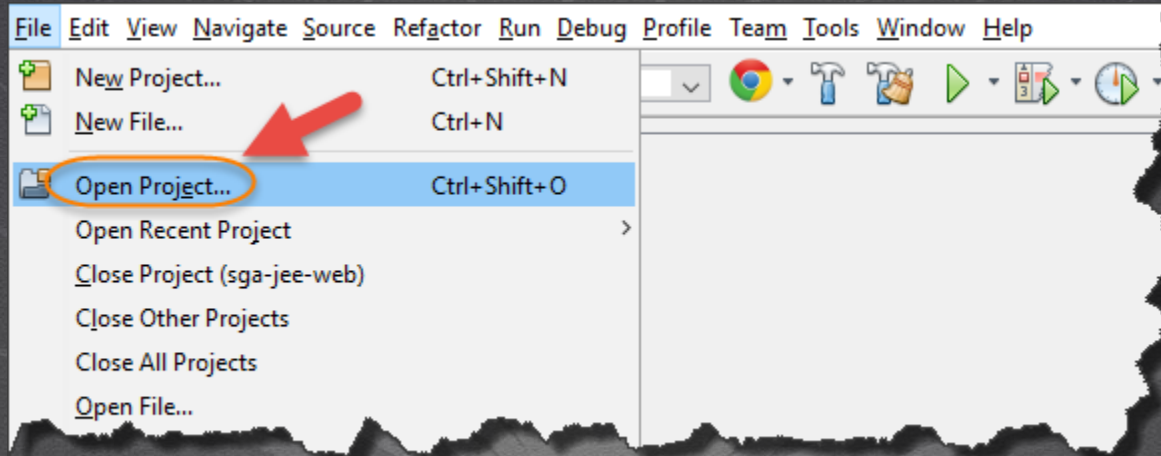 File Edit View Navigate Source Refactor Run Debug Profile Team Tools Window Help
New Project... Ctrl+Shift+N
New File... Ctrl+N
Open Project... Ctrl+Shift+O
Open Recent Project
Close Project (sga-jee-web)
Close Other Projects
Close All Projects
Open File...